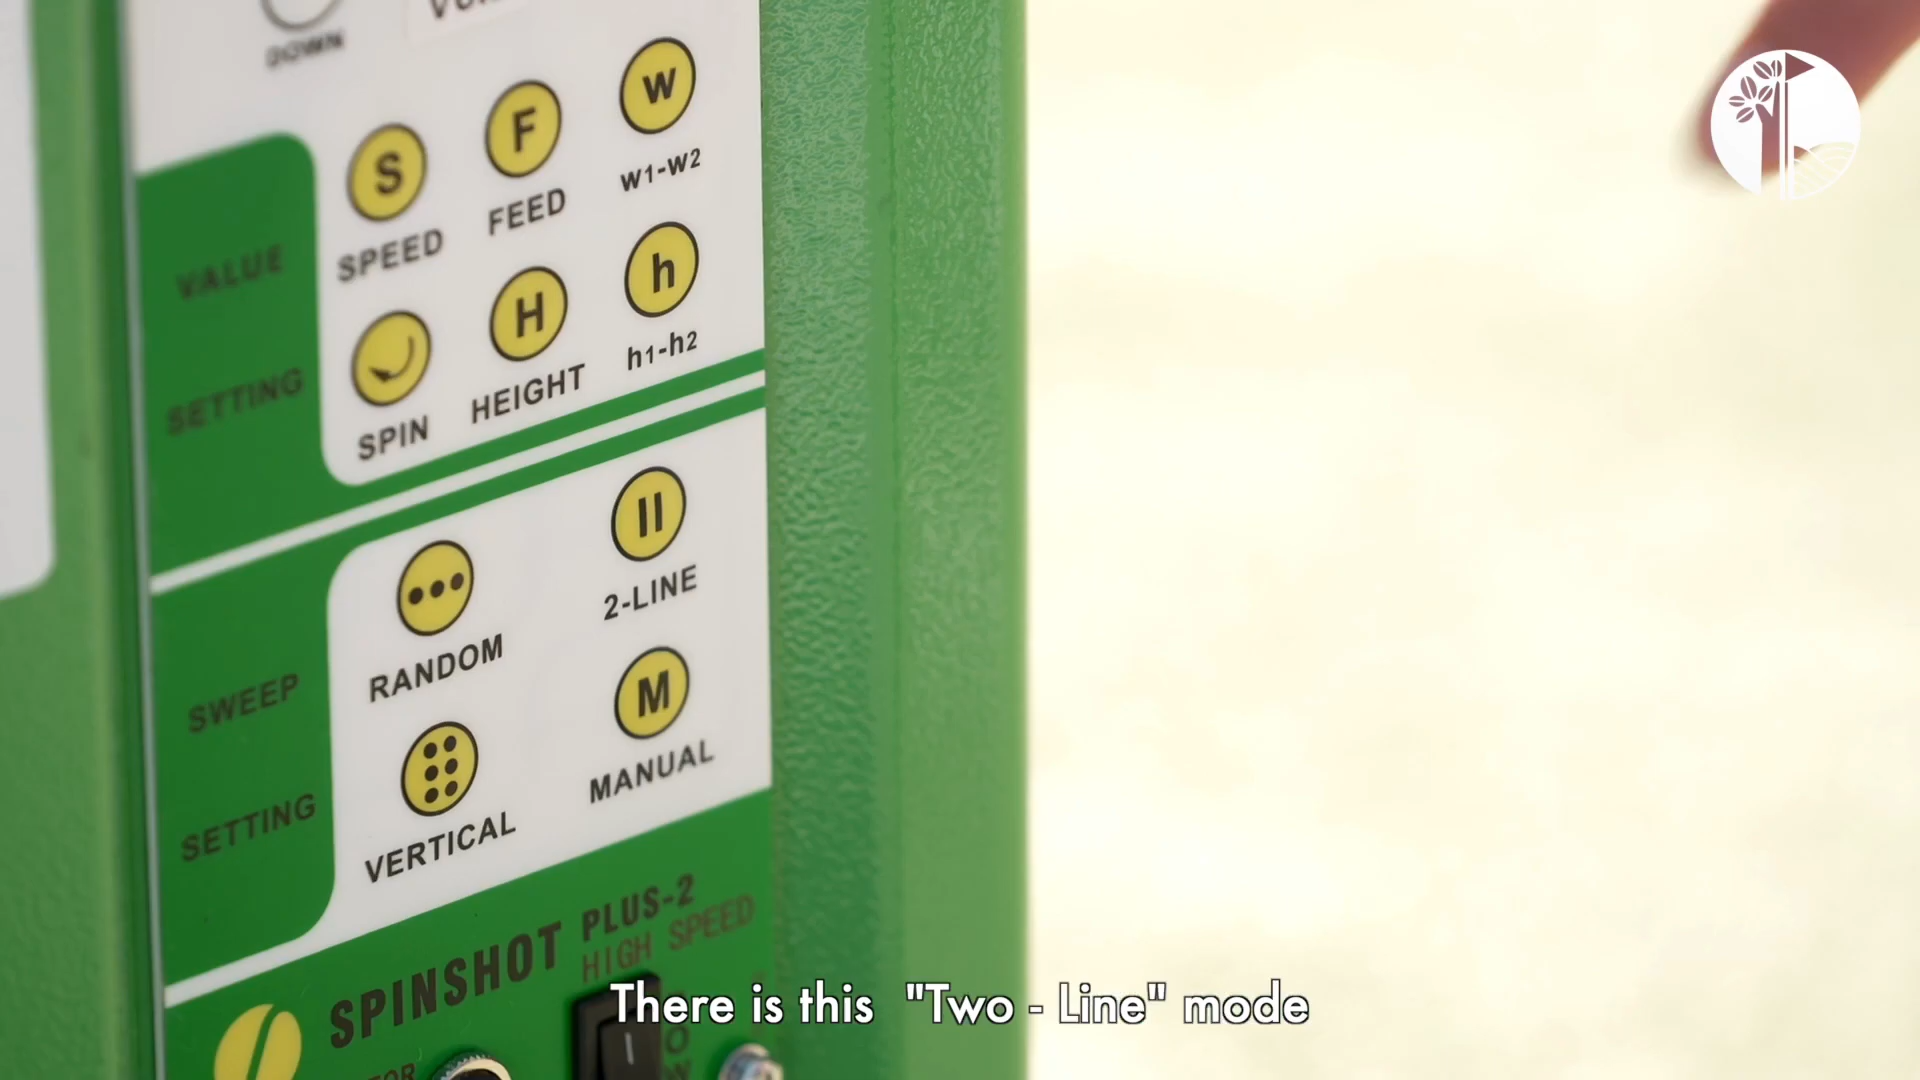 DOWN
S F w
SPEED FEED w1-w2
VALUE
H h
SETTING
SPIN HEIGHT h1-h2
2-LINE
RANDOM
SWEEP
M
MANUAL
SETTING
VERTICAL
SPINSHOT PLUS-2
HIGH SPEED
There is this "Two - Line" mode